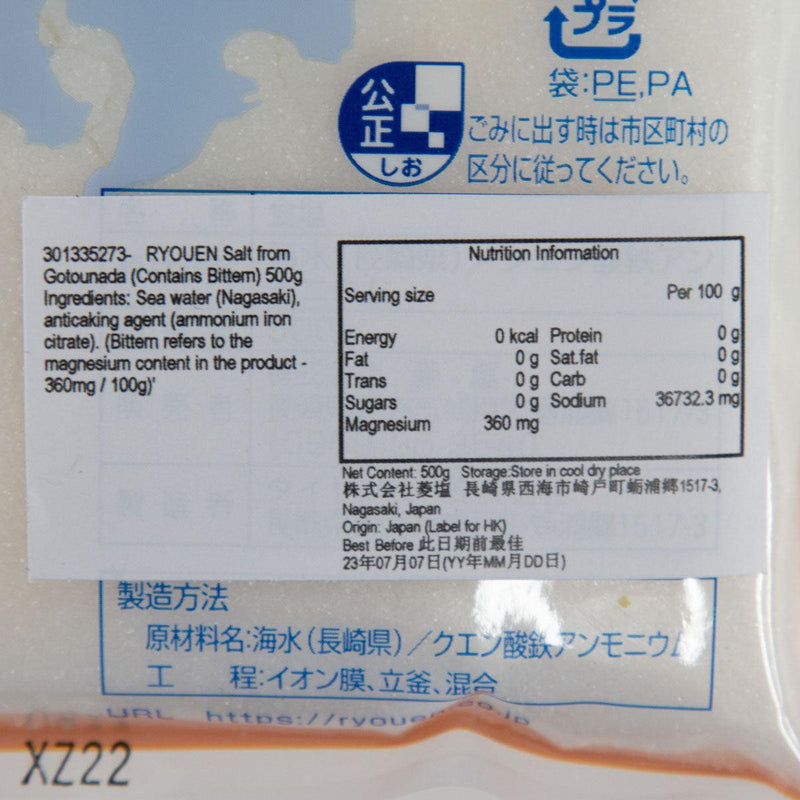 プラ
袋:PE,PA
公正
しお
ごみに出す時は市区町村の
区分に従ってください。
301335273- RYOUEN Salt from
Gotounada (Contains Bittern) 500g
Ingredients: Sea water (Nagasaki),
anticaking agent (ammonium iron
citrate). (Bittern refers to the
magnesium content in the product -
360mg / 100g)'
Nutrition Information
Serving size Per 100 g
Energy 0 kcal Protein 0 g
Fat 0 g Sat.fat 0 g
Trans 0 g Carb 0 g
Sugars 0 g Sodium 36732.3 mg
Magnesium 360 mg
Net Content: 500g Storage:Store in cool dry place
株式会社菱塩 長崎県西海市崎戸町蛎浦郷1517-3,
Nagasaki, Japan
Origin: Japan (Label for HK)
Best Before 此日期前最佳
23年07月07日(YY年MM月DD日)
製造方法
原材料名:海水(長崎県)/クエン酸鉄アンモニウム
工 程:イオン膜、立釜、混合
URL https://ryouen.co.jp
XZ22